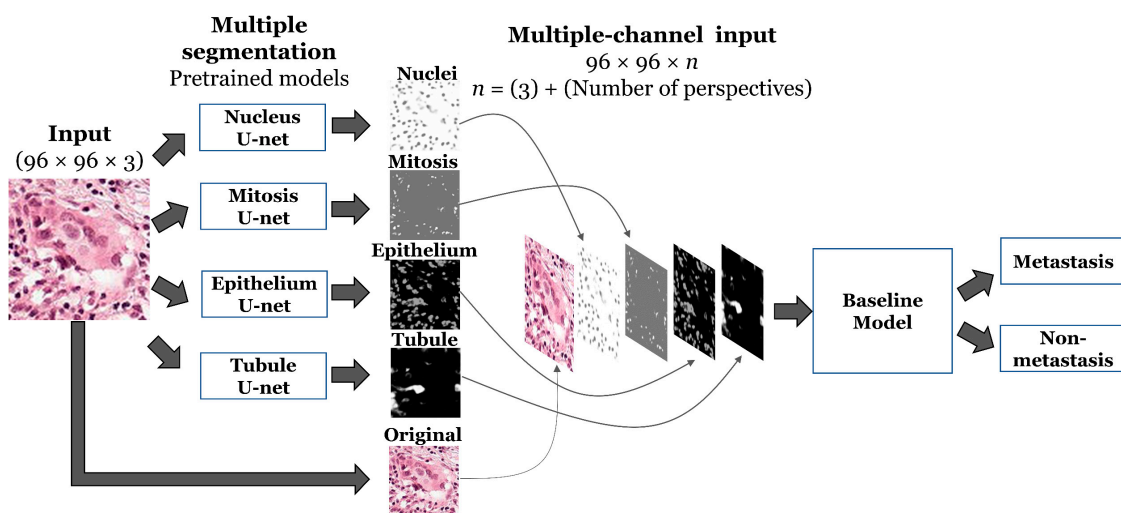 Multiple
segmentation
Pretrained models
Multiple-channel input
96 × 96 × n
n = (3) + (Number of perspectives)
Input
(96 × 96 × 3)
Nucleus
U-net
Mitosis
U-net
Epithelium
U-net
Tubule
U-net
Nuclei
Mitosis
Epithelium
Tubule
Original
Baseline
Model
Metastasis
Non-
metastasis